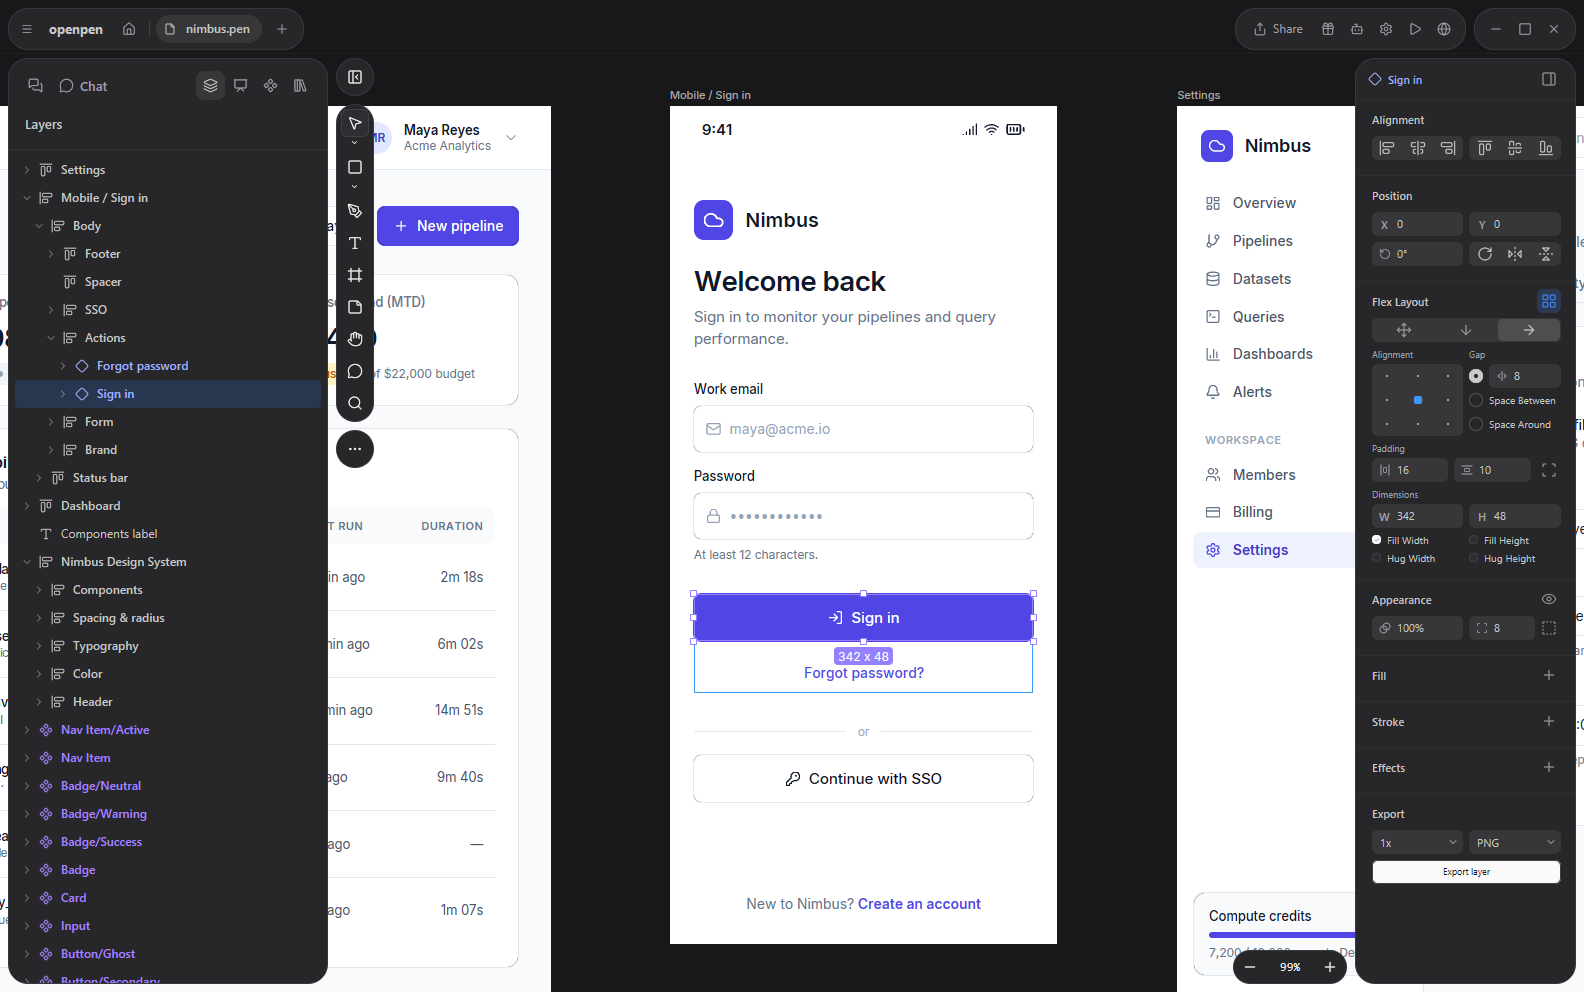 openpen
nimbus.pen
Share
Chat
Layers
Settings
Mobile / Sign in
Body
Footer
Spacer
SSO
Actions
Forgot password
Sign in
Form
Brand
Status bar
Dashboard
Components label
Nimbus Design System
Components
Spacing & radius
Typography
Color
Header
Nav Item/Active
Nav Item
Badge/Neutral
Badge/Warning
Badge/Success
Badge
Card
Input
Button/Ghost
Button/Secondary
MR
Maya Reyes
Acme Analytics
New pipeline
(MTD)
of $22,000 budget
RUN
DURATION
ago
2m 18s
min ago
6m 02s
min ago
14m 51s
ago
9m 40s
ago
—
ago
1m 07s
Mobile / Sign in
9:41
Nimbus
Welcome back
Sign in to monitor your pipelines and query
performance.
Work email
maya@acme.io
Password
••••••••••••
At least 12 characters.
Sign in
342 x 48
Forgot password?
or
Continue with SSO
New to Nimbus? Create an account
Settings
Nimbus
Overview
Pipelines
Datasets
Queries
Dashboards
Alerts
WORKSPACE
Members
Billing
Settings
Compute credits
99%
Sign in
Alignment
Position
X 0
Y 0
0°
Flex Layout
Alignment
Gap
8
Space Between
Space Around
Padding
16
10
Dimensions
W 342
H 48
Fill Width
Fill Height
Hug Width
Hug Height
Appearance
100%
8
Fill
Stroke
Effects
Export
1x
PNG
Export layer